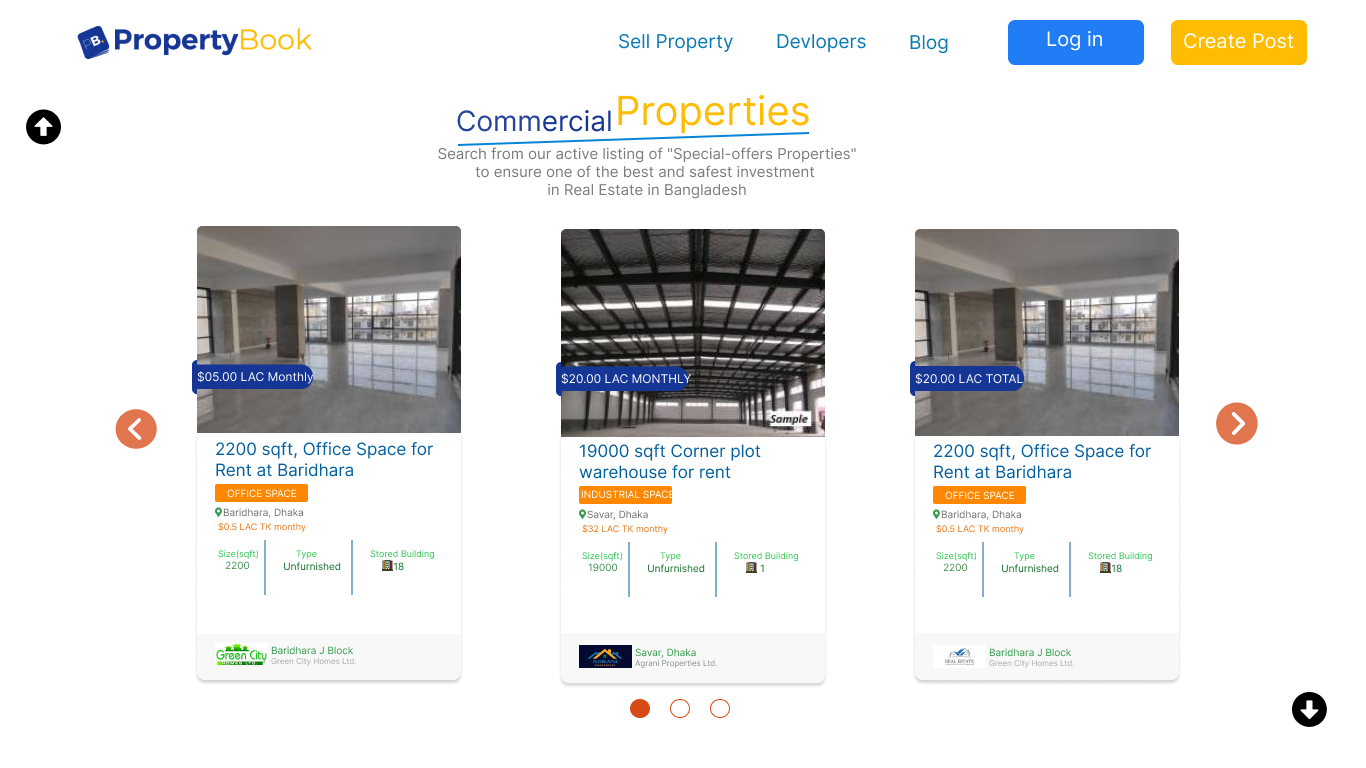 PB. PropertyBook
Sell Property
Devlopers
Blog
Log in
Create Post
Commercial Properties
Search from our active listing of "Special-offers Properties"
to ensure one of the best and safest investment
in Real Estate in Bangladesh
$05.00 LAC Monthly
2200 sqft, Office Space for
Rent at Baridhara
OFFICE SPACE
Baridhara, Dhaka
$0.5 LAC TK monthy
Size(sqft) Type Stored Building
2200 Unfurnished 18
Green City
HOMES LTD
Baridhara J Block
Green City Homes Ltd.
$20.00 LAC MONTHLY
Sample
19000 sqft Corner plot
warehouse for rent
INDUSTRIAL SPACE
Savar, Dhaka
$32 LAC TK monthy
Size(sqft) Type Stored Building
19000 Unfurnished 1
AGRANI
PROPERTIES
Savar, Dhaka
Agrani Properties Ltd.
$20.00 LAC TOTAL
2200 sqft, Office Space for
Rent at Baridhara
OFFICE SPACE
Baridhara, Dhaka
$0.5 LAC TK monthy
Size(sqft) Type Stored Building
2200 Unfurnished 18
REAL ESTATE
Baridhara J Block
Green City Homes Ltd.